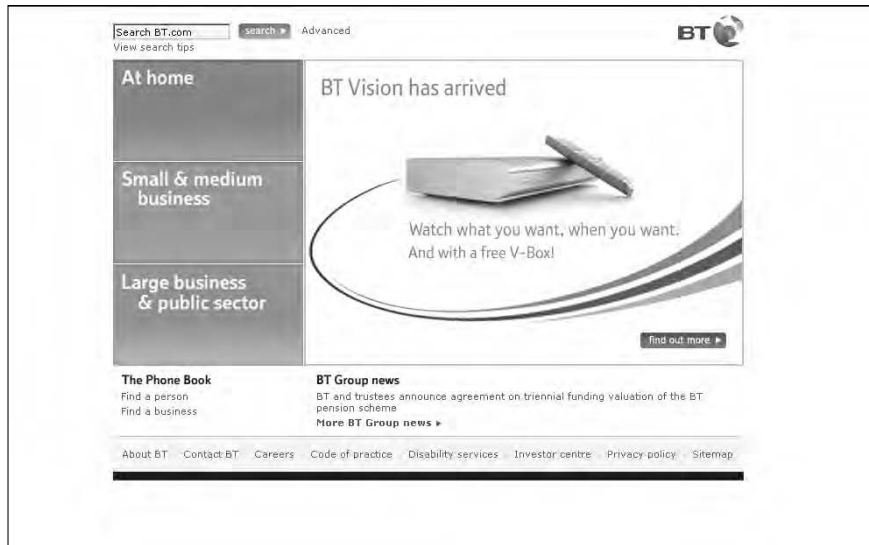 Search BT.com search Advanced
View search tips
BT
At home
Small & medium
business
Large business
& public sector
BT Vision has arrived
Watch what you want, when you want.
And with a free V-Box!
find out more
The Phone Book
Find a person
Find a business
BT Group news
BT and trustees announce agreement on triennial funding valuation of the BT
pension scheme
More BT Group news
About BT Contact BT Careers Code of practice Disability services Investor centre Privacy policy Sitemap